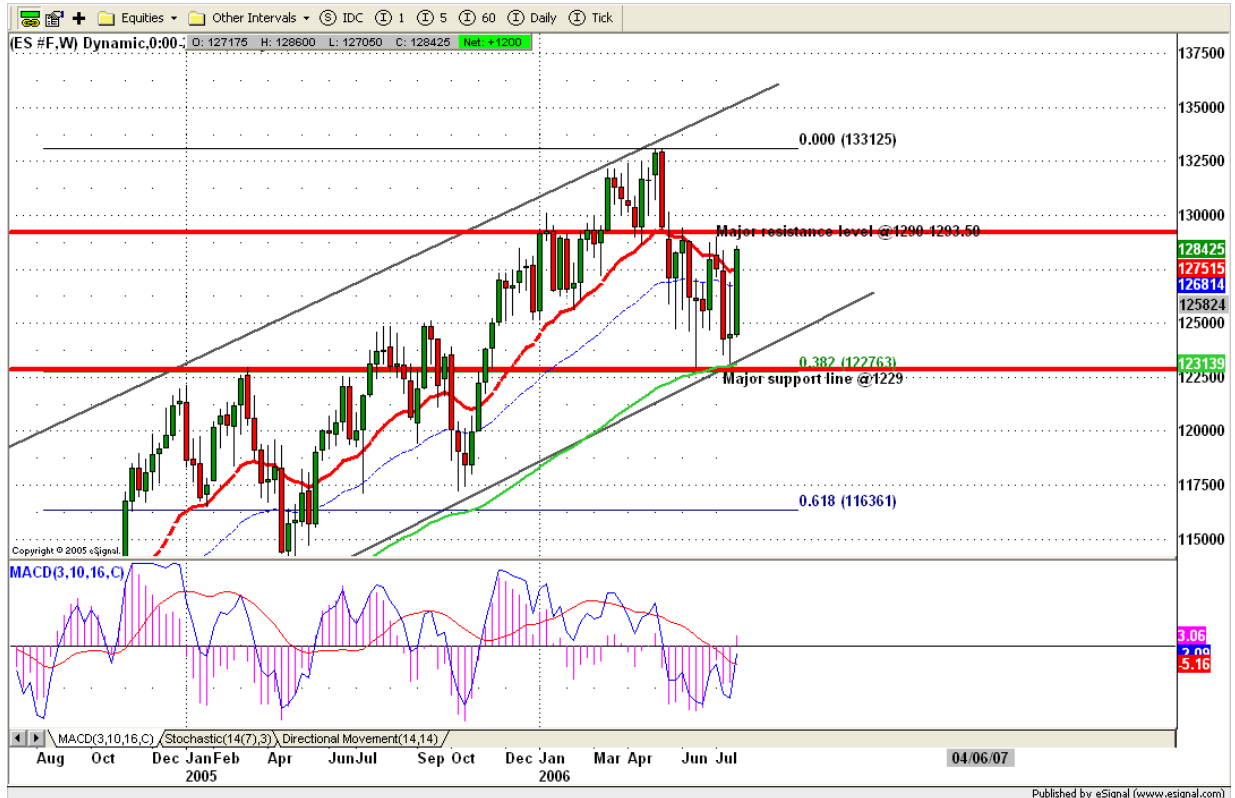 Equities Other Intervals S IDC I 1 I 5 I 60 I Daily I Tick
(ES #F,W) Dynamic,0:00- O: 127175 H: 128600 L: 127050 C: 128425 Net: +1200
137500
135000
0.000 (133125)
132500
130000
Major resistance level @1290-1293.50
128425
127515
126814
125824
125000
0.382 (122763)
123139
Major support line @1229
122500
120000
117500
0.618 (116361)
115000
Copyright © 2005 eSignal.
MACD(3,10,16,C)
3.06
-2.09
-5.16
MACD(3,10,16,C) Stochastic(14(7),3) Directional Movement(14,14)
Aug Oct Dec Jan Feb Apr Jun Jul Sep Oct Dec Jan Mar Apr Jun Jul 04/06/07
2005 2006
Published by eSignal (www.esignal.com)